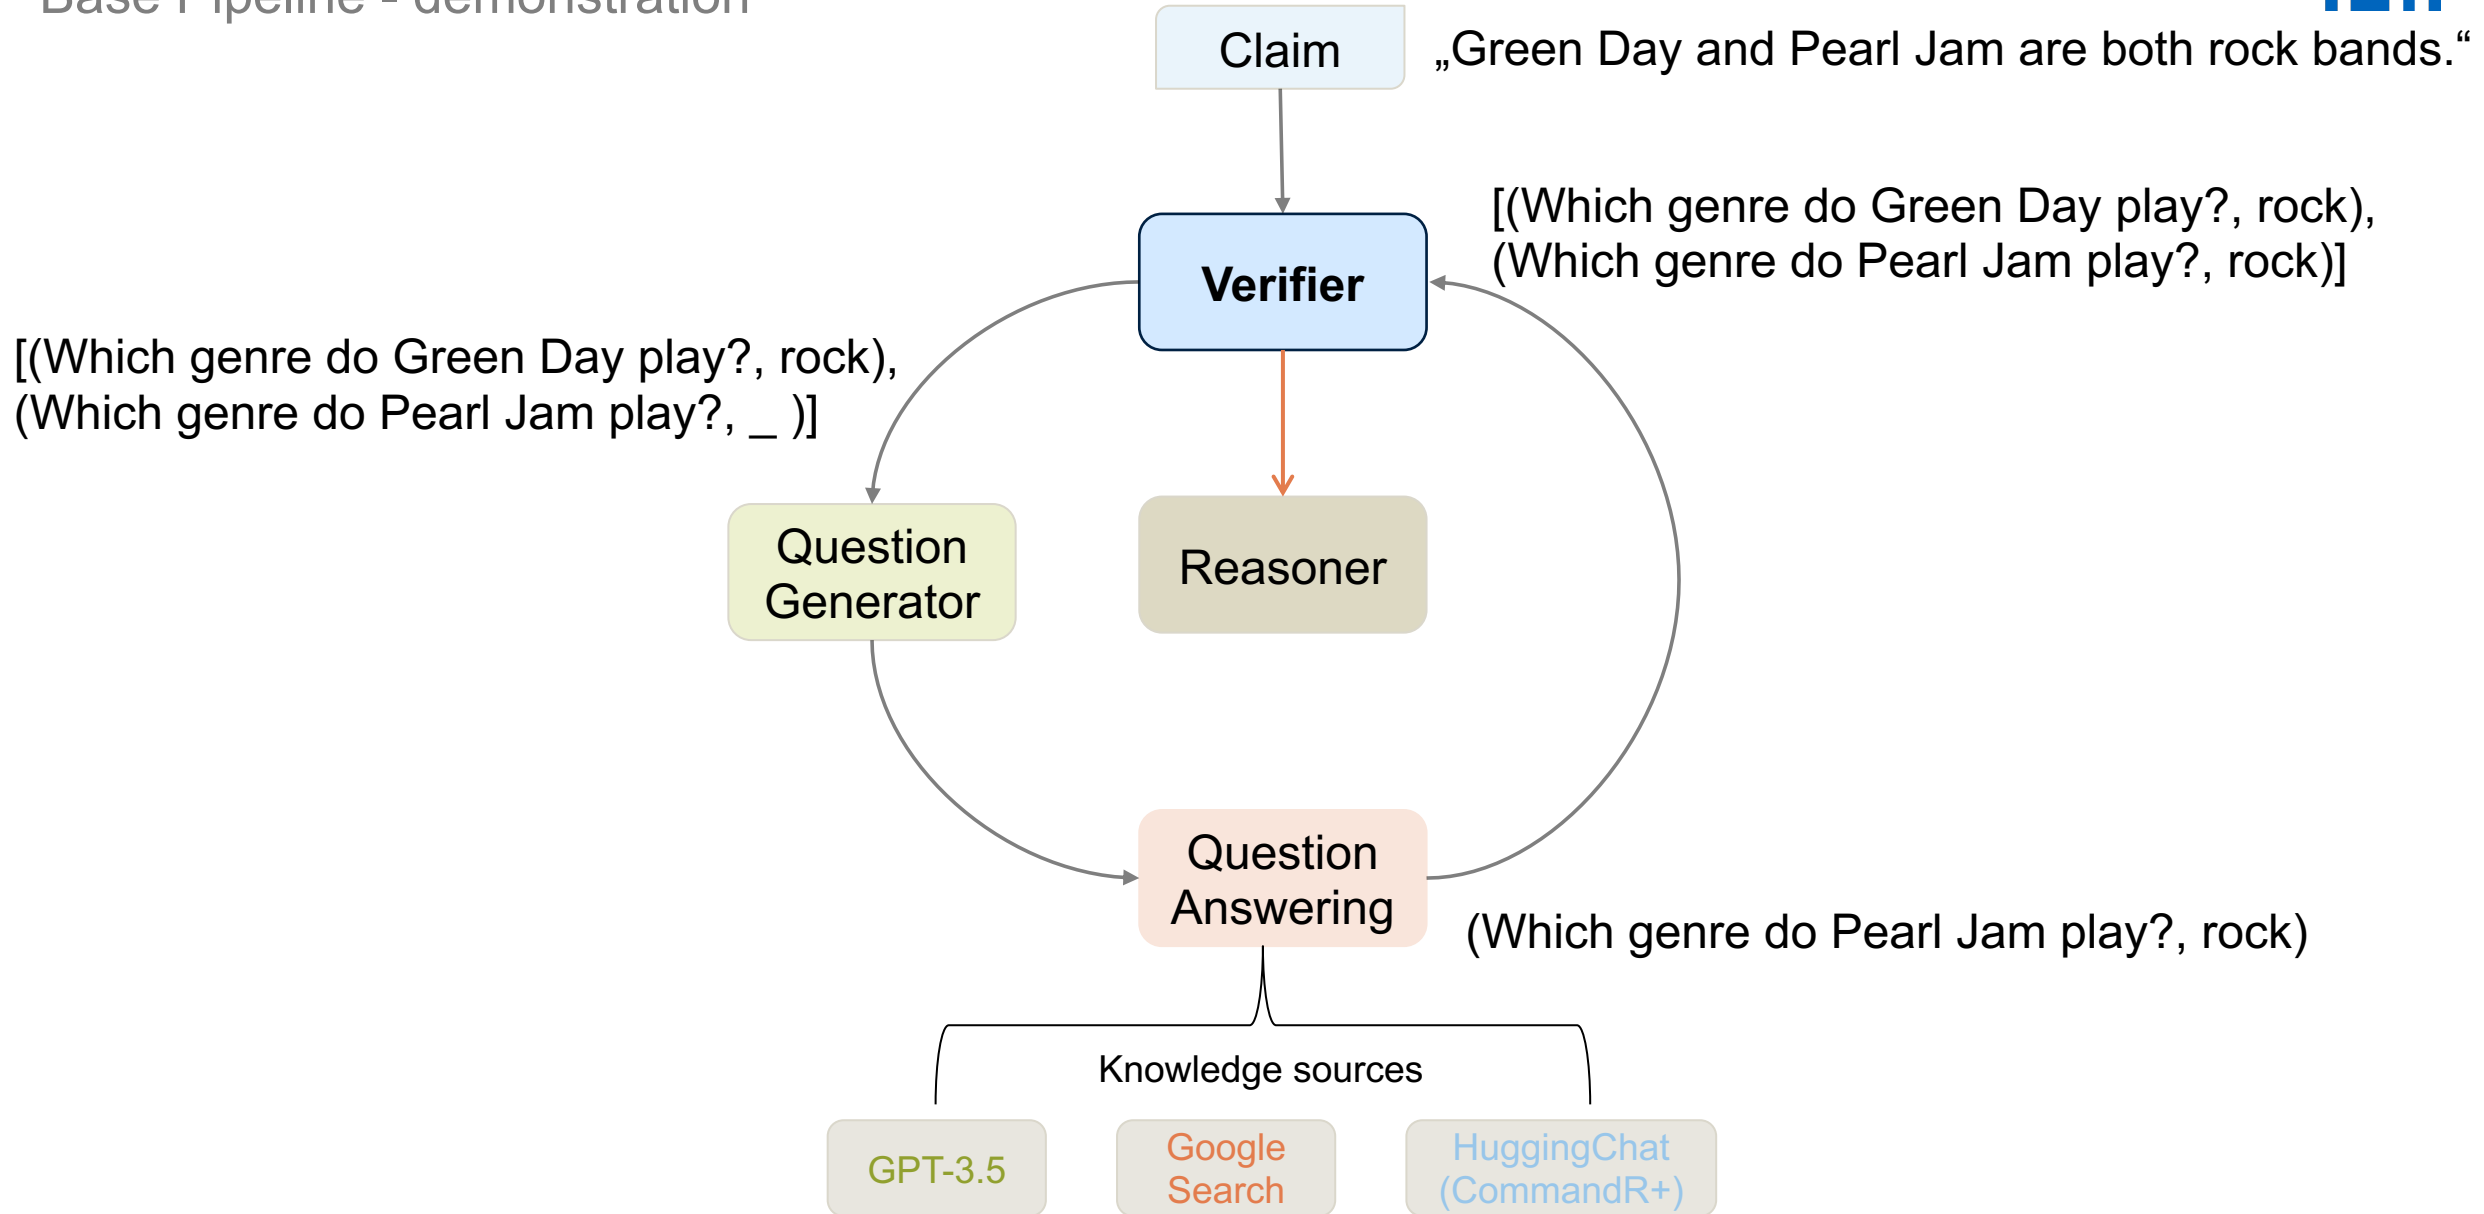 Base Pipeline - demonstration
Claim
„Green Day and Pearl Jam are both rock bands.“
[(Which genre do Green Day play?, rock),
(Which genre do Pearl Jam play?, rock)]
Verifier
[(Which genre do Green Day play?, rock),
(Which genre do Pearl Jam play?, _ )]
Question
Generator
Reasoner
Question
Answering
(Which genre do Pearl Jam play?, rock)
Knowledge sources
GPT-3.5
Google
Search
HuggingChat
(CommandR+)